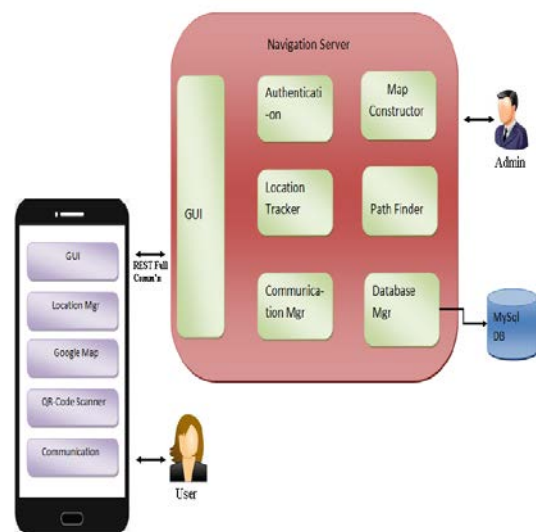 Navigation Server
Authenticati
-on
Map
Constructor
Admin
Location
Tracker
Path Finder
GUI
REST Full
Comm'n
Communica-
tion Mgr
Database
Mgr
MySql
DB
GUI
Location Mgr
Google Map
QR-Code Scanner
Communication
User